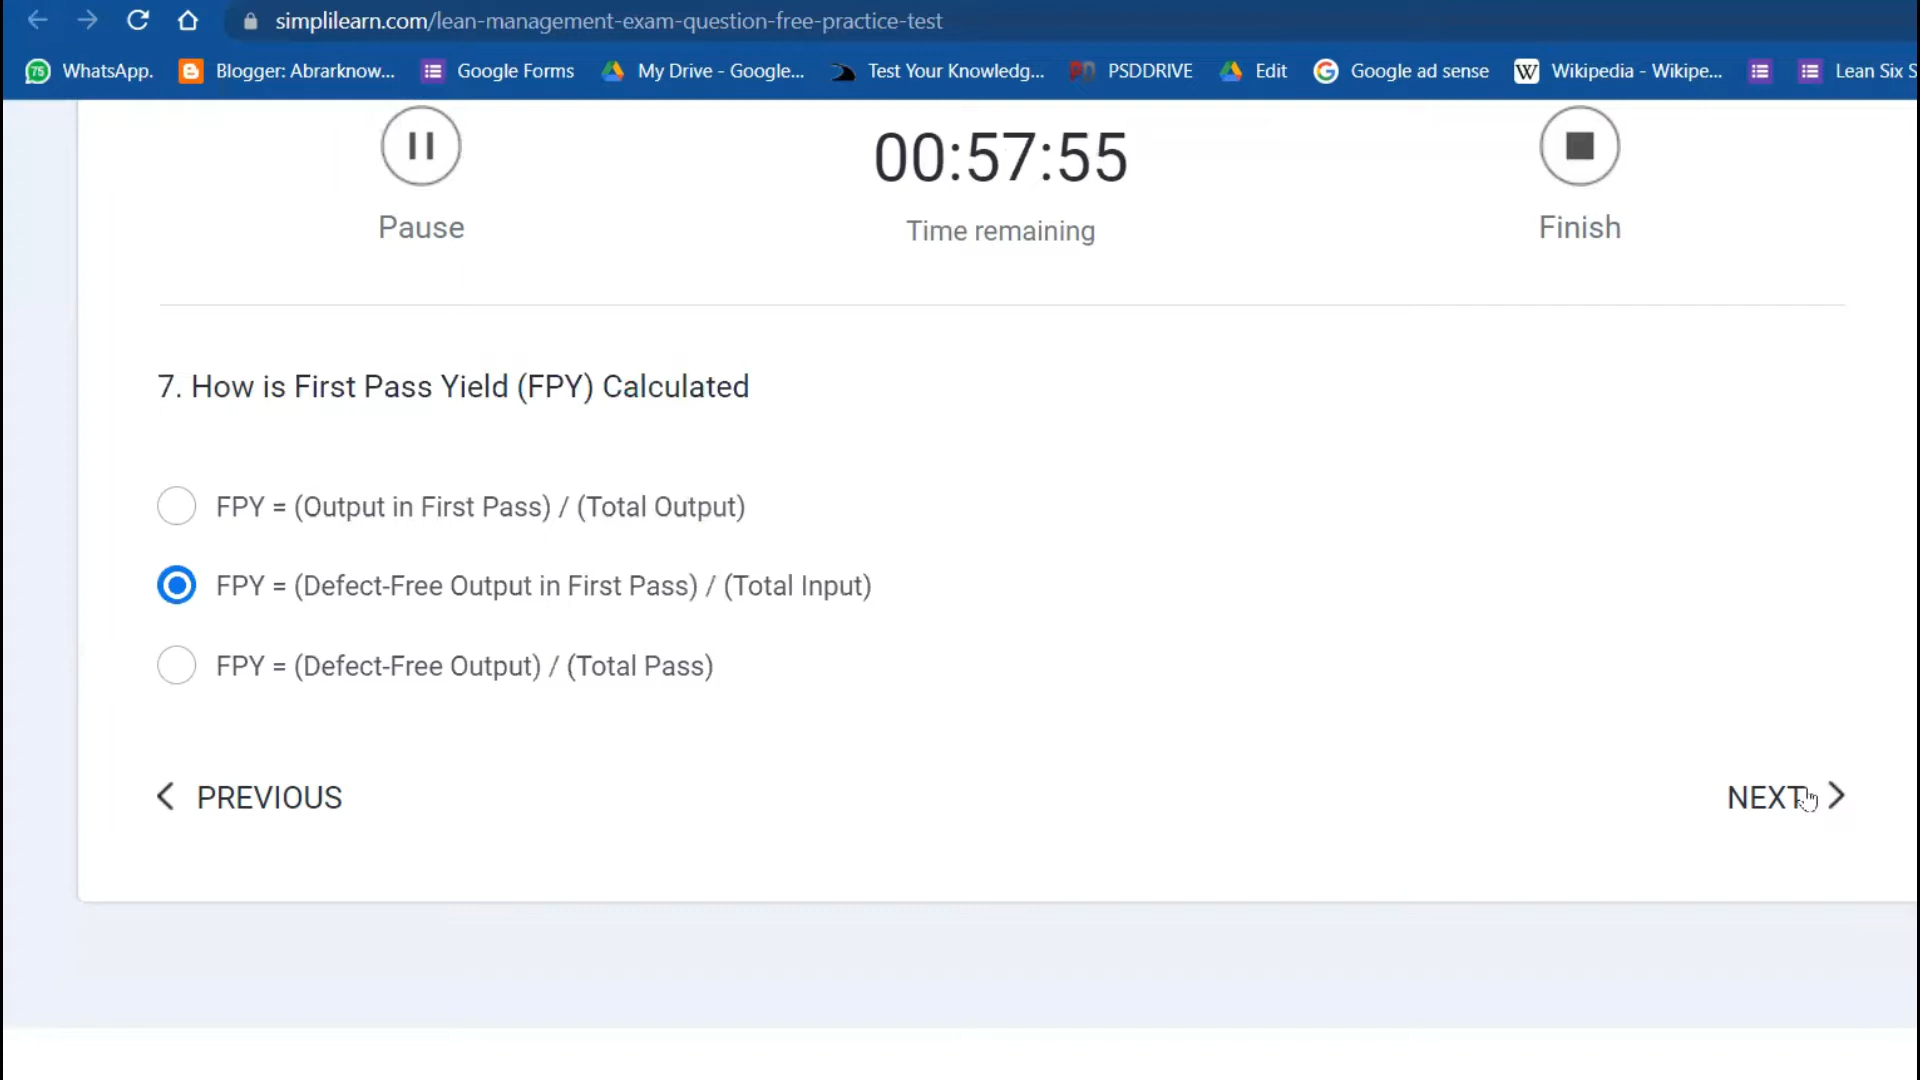 simplilearn.com/lean-management-exam-question-free-practice-test
75 WhatsApp. Blogger: Abrarknow... Google Forms My Drive - Google... Test Your Knowledg... PSDDRIVE Edit G Google ad sense W Wikipedia - Wikipe... Lean Six S
00:57:55
Pause Time remaining Finish
7. How is First Pass Yield (FPY) Calculated
FPY = (Output in First Pass) / (Total Output)
FPY = (Defect-Free Output in First Pass) / (Total Input)
FPY = (Defect-Free Output) / (Total Pass)
PREVIOUS NEXT